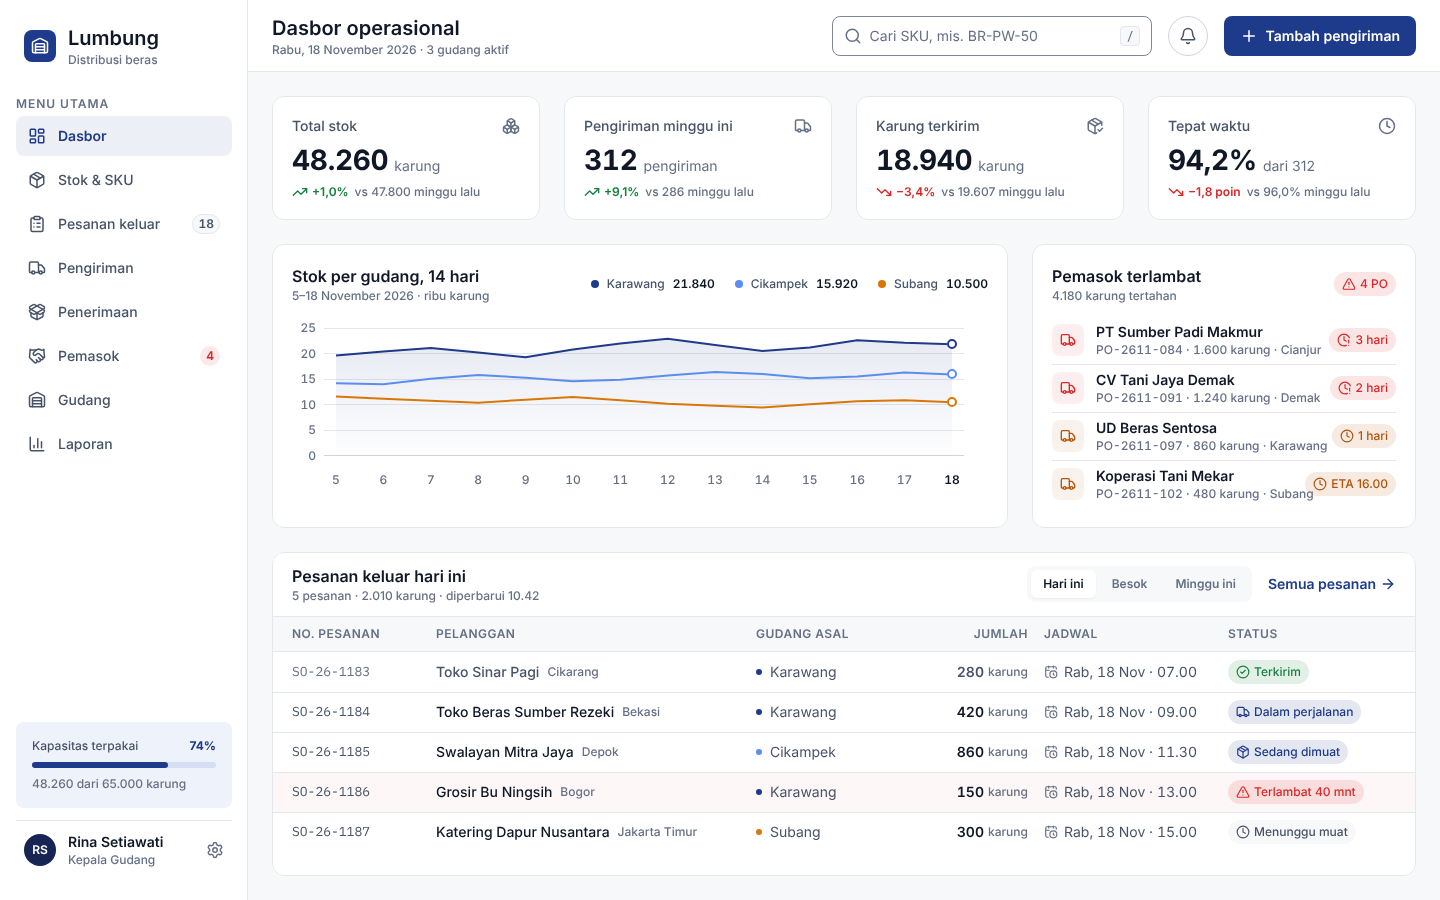 Lumbung
Distribusi beras
MENU UTAMA
Dasbor
Stok & SKU
Pesanan keluar 18
Pengiriman
Penerimaan
Pemasok 4
Gudang
Laporan
Kapasitas terpakai 74%
48.260 dari 65.000 karung
RS
Rina Setiawati
Kepala Gudang
Dasbor operasional
Rabu, 18 November 2026 · 3 gudang aktif
Cari SKU, mis. BR-PW-50 /
Tambah pengiriman
Total stok
48.260 karung
+1,0% vs 47.800 minggu lalu
Pengiriman minggu ini
312 pengiriman
+9,1% vs 286 minggu lalu
Karung terkirim
18.940 karung
−3,4% vs 19.607 minggu lalu
Tepat waktu
94,2% dari 312
−1,8 poin vs 96,0% minggu lalu
Stok per gudang, 14 hari
5–18 November 2026 · ribu karung
Karawang 21.840 Cikampek 15.920 Subang 10.500
25
20
15
10
5
0
5 6 7 8 9 10 11 12 13 14 15 16 17 18
Pemasok terlambat
4.180 karung tertahan
4 PO
PT Sumber Padi Makmur
PO-2611-084 · 1.600 karung · Cianjur
3 hari
CV Tani Jaya Demak
PO-2611-091 · 1.240 karung · Demak
2 hari
UD Beras Sentosa
PO-2611-097 · 860 karung · Karawang
1 hari
Koperasi Tani Mekar
PO-2611-102 · 480 karung · Subang
ETA 16.00
Pesanan keluar hari ini
5 pesanan · 2.010 karung · diperbarui 10.42
Hari ini Besok Minggu ini
Semua pesanan
NO. PESANAN PELANGGAN GUDANG ASAL JUMLAH JADWAL STATUS
SO-26-1183 Toko Sinar Pagi Cikarang Karawang 280 karung Rab, 18 Nov · 07.00 Terkirim
SO-26-1184 Toko Beras Sumber Rezeki Bekasi Karawang 420 karung Rab, 18 Nov · 09.00 Dalam perjalanan
SO-26-1185 Swalayan Mitra Jaya Depok Cikampek 860 karung Rab, 18 Nov · 11.30 Sedang dimuat
SO-26-1186 Grosir Bu Ningsih Bogor Karawang 150 karung Rab, 18 Nov · 13.00 Terlambat 40 mnt
SO-26-1187 Katering Dapur Nusantara Jakarta Timur Subang 300 karung Rab, 18 Nov · 15.00 Menunggu muat